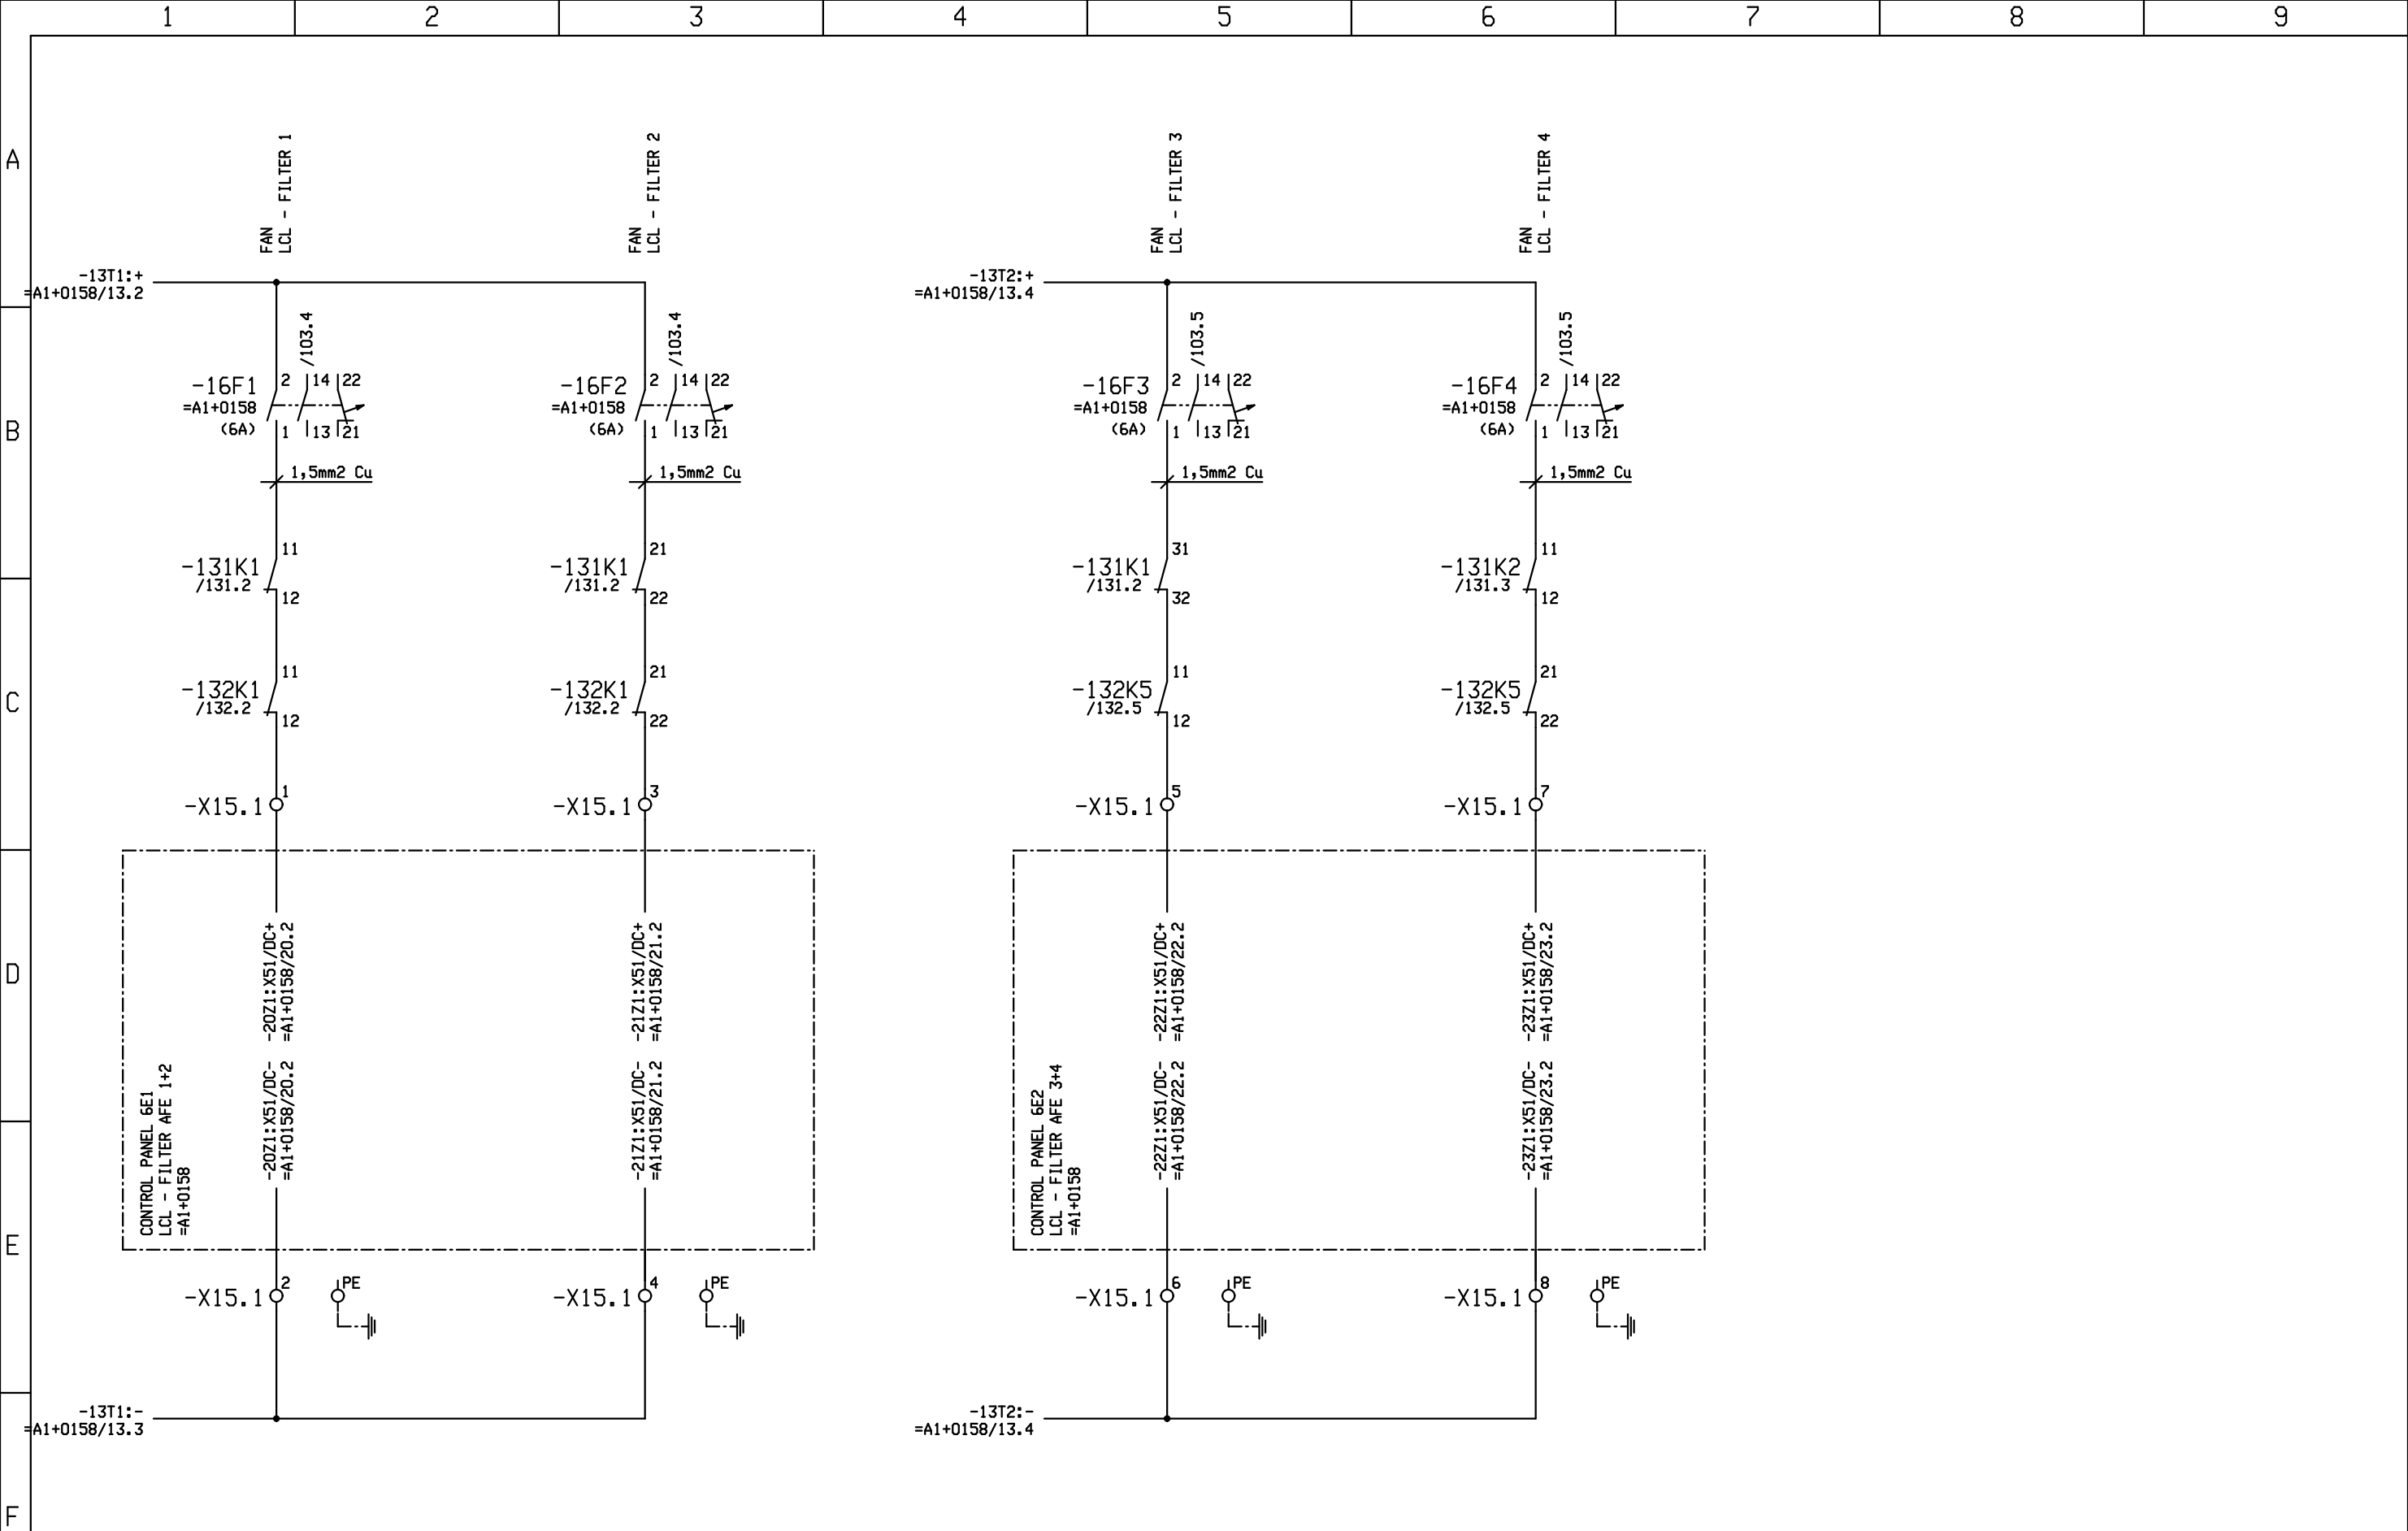 1 2 3 4 5 6 7 8 9
A
FAN
LCL - FILTER 1
FAN
LCL - FILTER 2
FAN
LCL - FILTER 3
FAN
LCL - FILTER 4
-13T1:+
=A1+0158/13.2
-13T2:+
=A1+0158/13.4
B
/103.4
/103.4
/103.5
/103.5
-16F1
=A1+0158
(6A)
2 14 22
1 13 21
-16F2
=A1+0158
(6A)
2 14 22
1 13 21
-16F3
=A1+0158
(6A)
2 14 22
1 13 21
-16F4
=A1+0158
(6A)
2 14 22
1 13 21
1,5mm2 Cu
1,5mm2 Cu
1,5mm2 Cu
1,5mm2 Cu
-131K1
/131.2
11
12
-131K1
/131.2
21
22
-131K1
/131.2
31
32
-131K2
/131.3
11
12
C
-132K1
/132.2
11
12
-132K1
/132.2
21
22
-132K5
/132.5
11
12
-132K5
/132.5
21
22
-X15.1 1
-X15.1 3
-X15.1 5
-X15.1 7
D
-20Z1:X51/DC+
=A1+0158/20.2
-21Z1:X51/DC+
=A1+0158/21.2
-22Z1:X51/DC+
=A1+0158/22.2
-23Z1:X51/DC+
=A1+0158/23.2
CONTROL PANEL 6E1
LCL - FILTER AFE 1+2
=A1+0158
-20Z1:X51/DC-
=A1+0158/20.2
-21Z1:X51/DC-
=A1+0158/21.2
CONTROL PANEL 6E2
LCL - FILTER AFE 3+4
=A1+0158
-22Z1:X51/DC-
=A1+0158/22.2
-23Z1:X51/DC-
=A1+0158/23.2
E
-X15.1 2 PE
-X15.1 4 PE
-X15.1 6 PE
-X15.1 8 PE
-13T1:-
=A1+0158/13.3
-13T2:-
=A1+0158/13.4
F